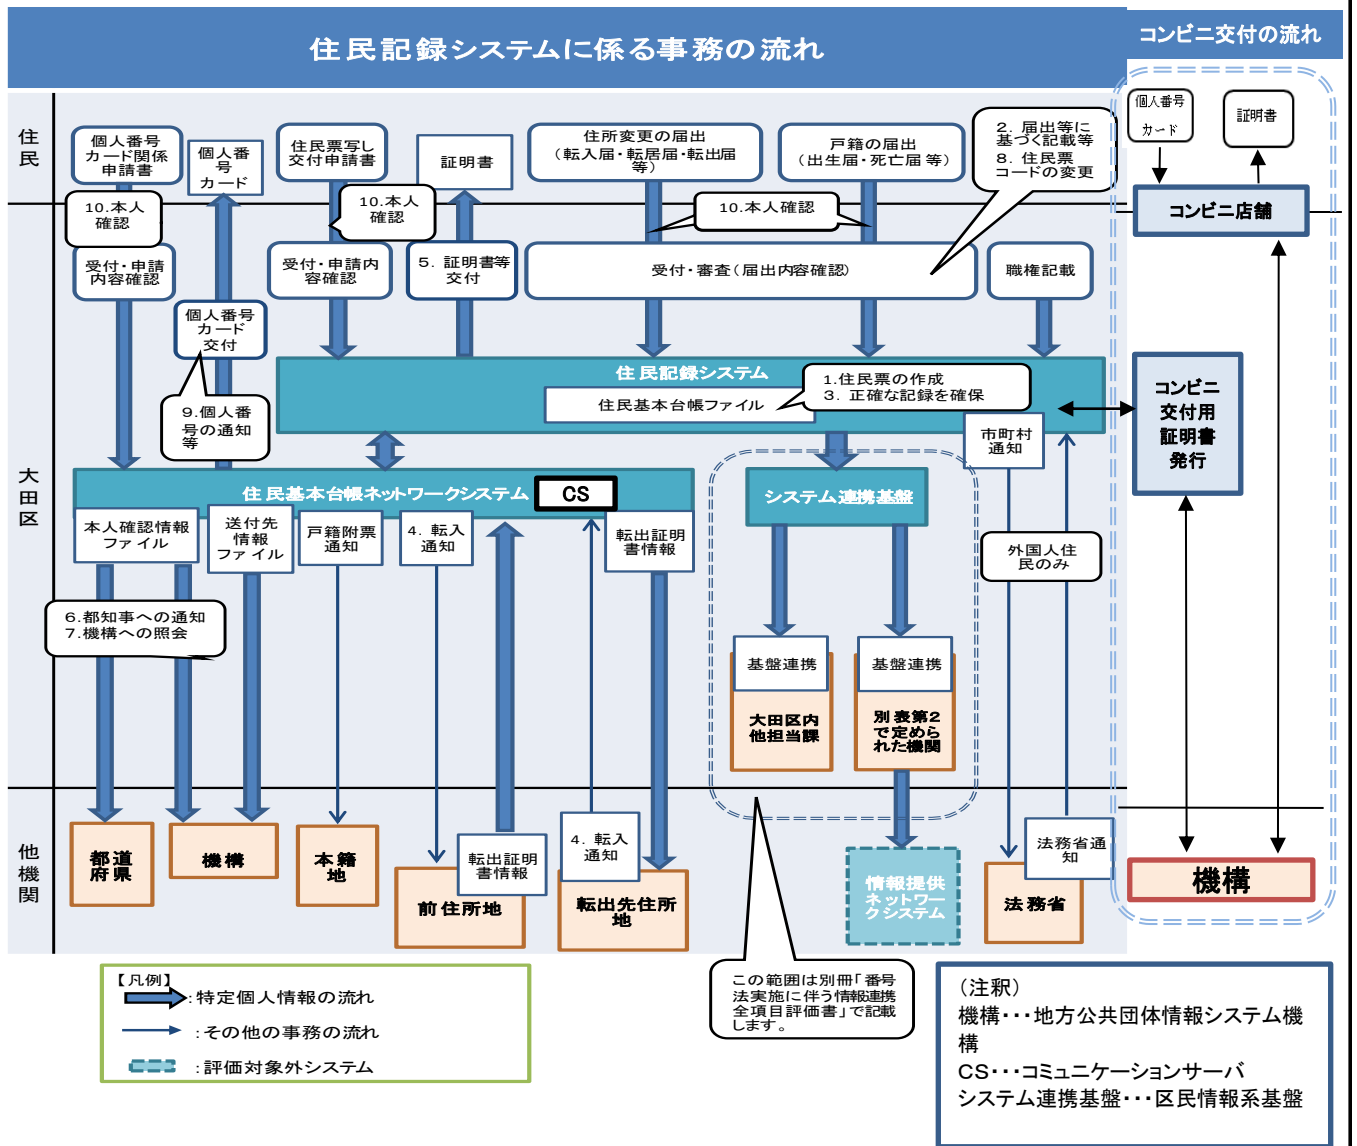 住民記録システムに係る事務の流れ
コンビニ交付の流れ
住
民
個人番号
カード関係
申請書
個人番
号
カード
住民票写し
交付申請書
証明書
住所変更の届出
（転入届・転居届・転出届
等）
戸籍の届出
（出生届・死亡届等）
2. 届出等に
基づく記載等
8. 住民票
コードの変更
個人番号
カード
証明書
10.本人
確認
10.本人
確認
10.本人確認
コンビニ店舗
受付・申請
内容確認
受付・申請内
容確認
5. 証明書等
交付
受付・審査（届出内容確認）
職権記載
個人番号
カード
交付
9.個人番
号の通知
等
住民記録システム
住民基本台帳ファイル
1.住民票の作成
3. 正確な記録を確保
市町村
通知
コンビニ
交付用
証明書
発行
大
田
区
住民基本台帳ネットワークシステム
CS
システム連携基盤
本人確認情報
ファイル
送付先
情報
ファイル
戸籍附票
通知
4. 転入
通知
転出証明
書情報
外国人住
民のみ
6.都知事への通知
7.機構への照会
基盤連携
基盤連携
大田区内
他担当課
別表第2
で定めら
れた機関
他
機
関
都道
府県
機構
本籍
地
前住所地
転出証明
書情報
4. 転入
通知
転出先住所
地
情報提供
ネットワー
クシステム
法務省通
知
法務省
機構
【凡例】
：特定個人情報の流れ
：その他の事務の流れ
：評価対象外システム
この範囲は別冊「番号
法実施に伴う情報連携
全項目評価書」で記載
します。
（注釈）
機構・・・地方公共団体情報システム機
構
CS・・・コミュニケーションサーバ
システム連携基盤・・・区民情報系基盤